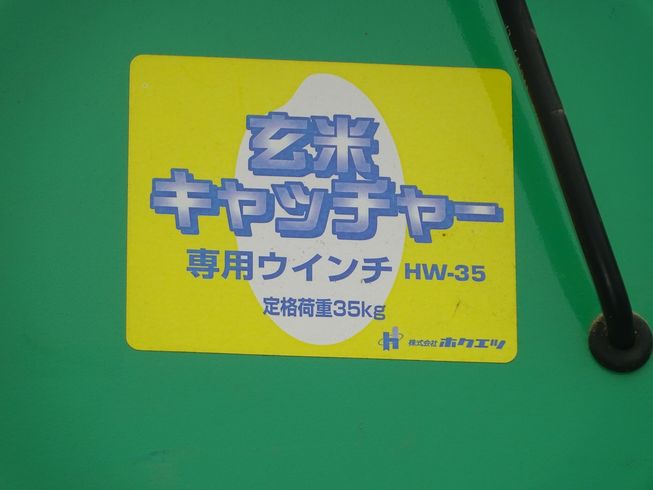 玄米
キャッチャー
専用ウインチ HW-35
定格荷重35kg
株式会社 ホクエツ